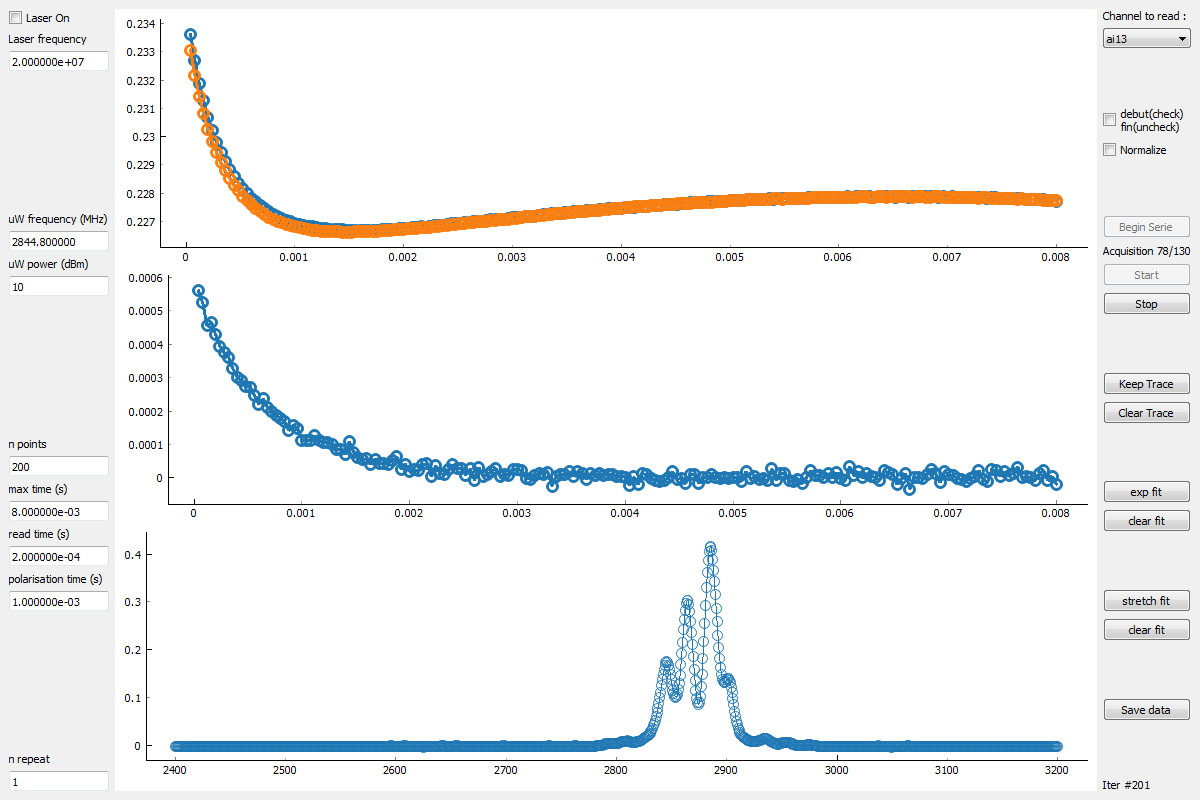 Laser On
Laser frequency
2.000000e+07
uW frequency (MHz)
2844.800000
uW power (dBm)
10
n points
200
max time (s)
8.000000e-03
read time (s)
2.000000e-04
polarisation time (s)
1.000000e-03
n repeat
1
0.234
0.233
0.232
0.231
0.23
0.229
0.228
0.227
0 0.001 0.002 0.003 0.004 0.005 0.006 0.007 0.008
0.0006
0.0005
0.0004
0.0003
0.0002
0.0001
0
0 0.001 0.002 0.003 0.004 0.005 0.006 0.007 0.008
0.4
0.3
0.2
0.1
0
2400 2500 2600 2700 2800 2900 3000 3100 3200
Channel to read :
ai13
debut(check)
fin(uncheck)
Normalize
Begin Serie
Acquisition 78/130
Start
Stop
Keep Trace
Clear Trace
exp fit
clear fit
stretch fit
clear fit
Save data
Iter #201